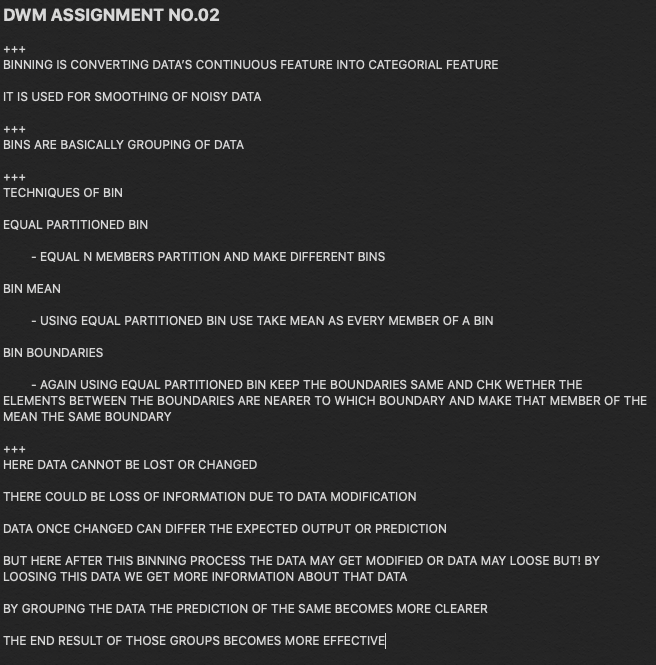 DWM ASSIGNMENT NO.02
+++
BINNING IS CONVERTING DATA'S CONTINUOUS FEATURE INTO CATEGORIAL FEATURE
IT IS USED FOR SMOOTHING OF NOISY DATA
+++
BINS ARE BASICALLY GROUPING OF DATA
+++
TECHNIQUES OF BIN
EQUAL PARTITIONED BIN
- EQUAL N MEMBERS PARTITION AND MAKE DIFFERENT BINS
BIN MEAN
- USING EQUAL PARTITIONED BIN USE TAKE MEAN AS EVERY MEMBER OF A BIN
BIN BOUNDARIES
- AGAIN USING EQUAL PARTITIONED BIN KEEP THE BOUNDARIES SAME AND CHK WETHER THE
ELEMENTS BETWEEN THE BOUNDARIES ARE NEARER TO WHICH BOUNDARY AND MAKE THAT MEMBER OF THE
MEAN THE SAME BOUNDARY
+++
HERE DATA CANNOT BE LOST OR CHANGED
THERE COULD BE LOSS OF INFORMATION DUE TO DATA MODIFICATION
DATA ONCE CHANGED CAN DIFFER THE EXPECTED OUTPUT OR PREDICTION
BUT HERE AFTER THIS BINNING PROCESS THE DATA MAY GET MODIFIED OR DATA MAY LOOSE BUT! BY
LOOSING THIS DATA WE GET MORE INFORMATION ABOUT THAT DATA
BY GROUPING THE DATA THE PREDICTION OF THE SAME BECOMES MORE CLEARER
THE END RESULT OF THOSE GROUPS BECOMES MORE EFFECTIVE